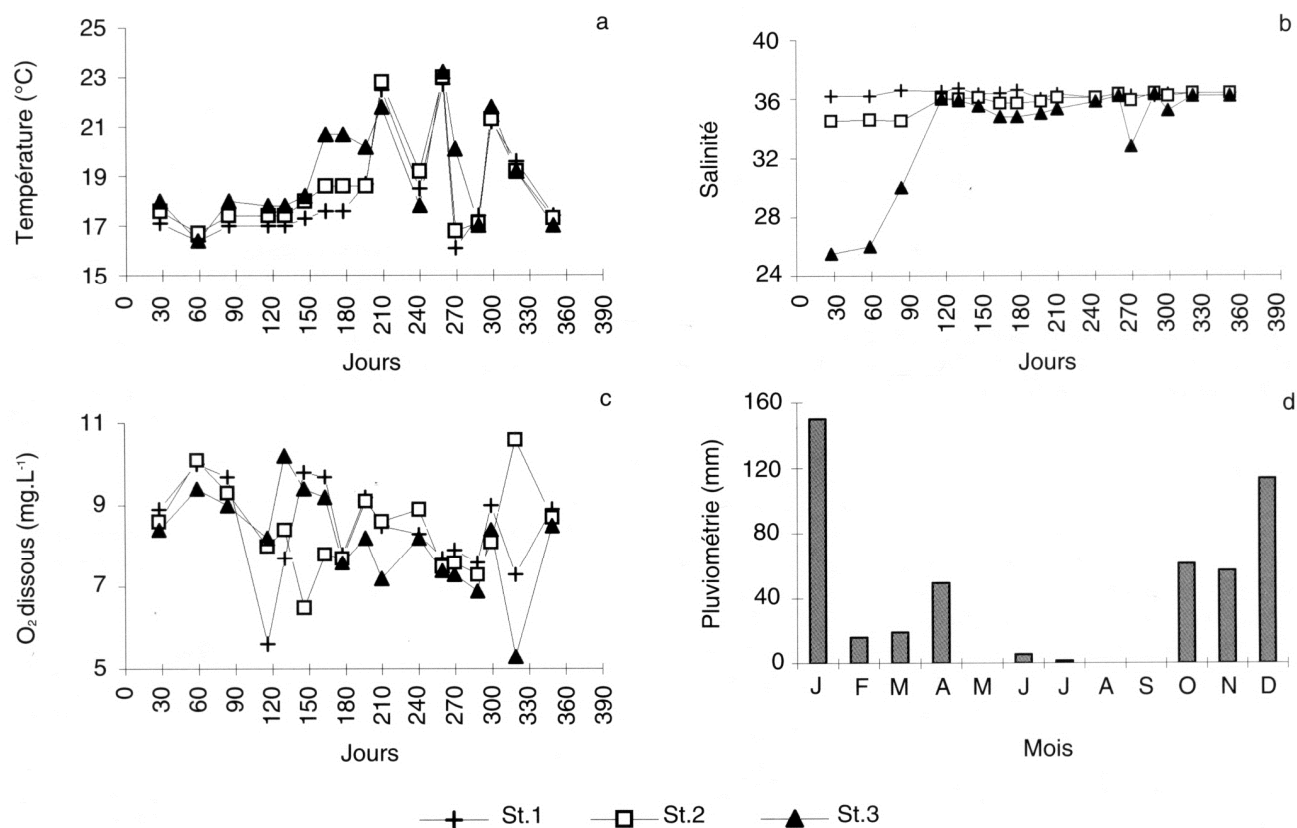 a
Température (°C)
25
23
21
19
17
15
0 30 60 90 120 150 180 210 240 270 300 330 360 390
Jours
b
Salinité
40
36
32
28
24
0 30 60 90 120 150 180 210 240 270 300 330 360 390
Jours
c
O₂ dissous (mg.L⁻¹)
11
9
7
5
0 30 60 90 120 150 180 210 240 270 300 330 360 390
Jours
d
Pluviométrie (mm)
160
120
80
40
0
J F M A M J J A S O N D
Mois
St.1 St.2 St.3